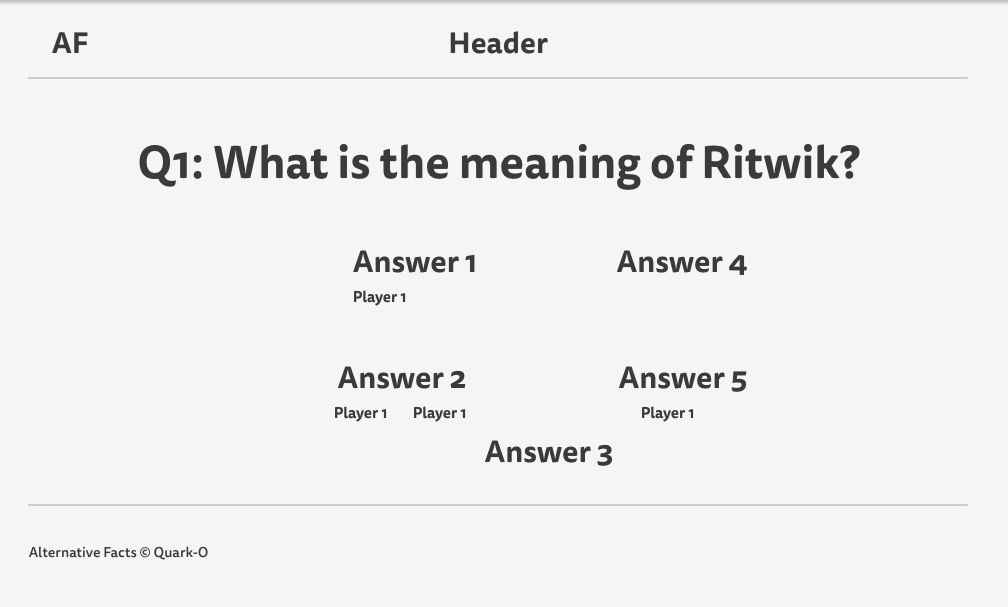 AF Header
Q1: What is the meaning of Ritwik?
Answer 1 Answer 4
Player 1
Answer 2 Answer 5
Player 1 Player 1 Player 1
Answer 3
Alternative Facts © Quark-O